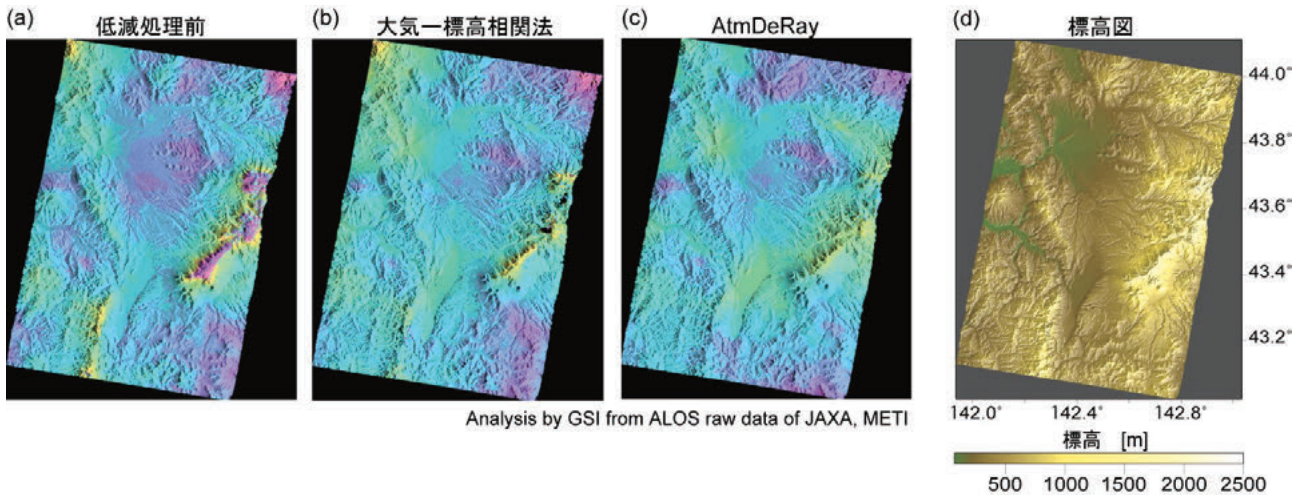 (a) 低減処理前
(b) 大気ー標高相関法
(c) AtmDeRay
(d) 標高図
44.0°
43.8°
43.6°
43.4°
43.2°
142.0° 142.4° 142.8°
Analysis by GSI from ALOS raw data of JAXA, METI
標高 [m]
500 1000 1500 2000 2500